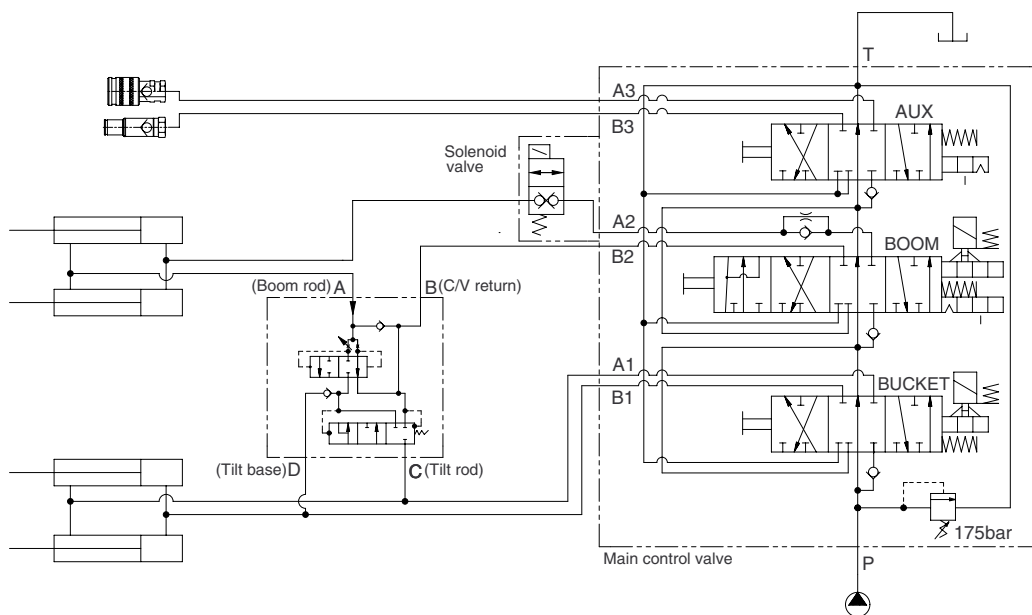 T
A3
B3
AUX
Solenoid
valve
A2
B2
BOOM
(Boom rod) A
B (C/V return)
A1
B1
BUCKET
(Tilt base) D
C (Tilt rod)
175bar
Main control valve
P